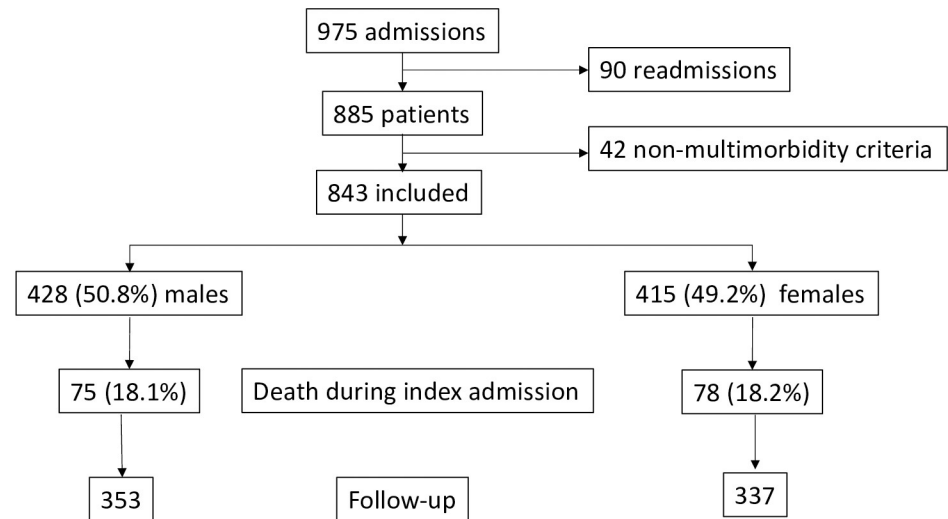 975 admissions
90 readmissions
885 patients
42 non-multimorbidity criteria
843 included
428 (50.8%) males
415 (49.2%) females
75 (18.1%)
Death during index admission
78 (18.2%)
353
Follow-up
337